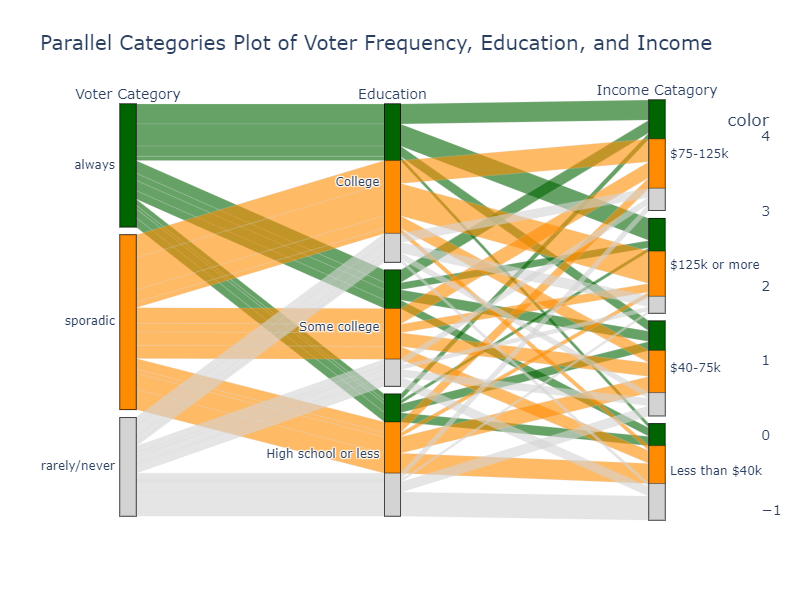 Parallel Categories Plot of Voter Frequency, Education, and Income
Voter Category
Education
Income Catagory
color
4
always
$75-125k
College
3
$125k or more
2
sporadic
Some college
1
$40-75k
0
rarely/never
High school or less
Less than $40k
−1